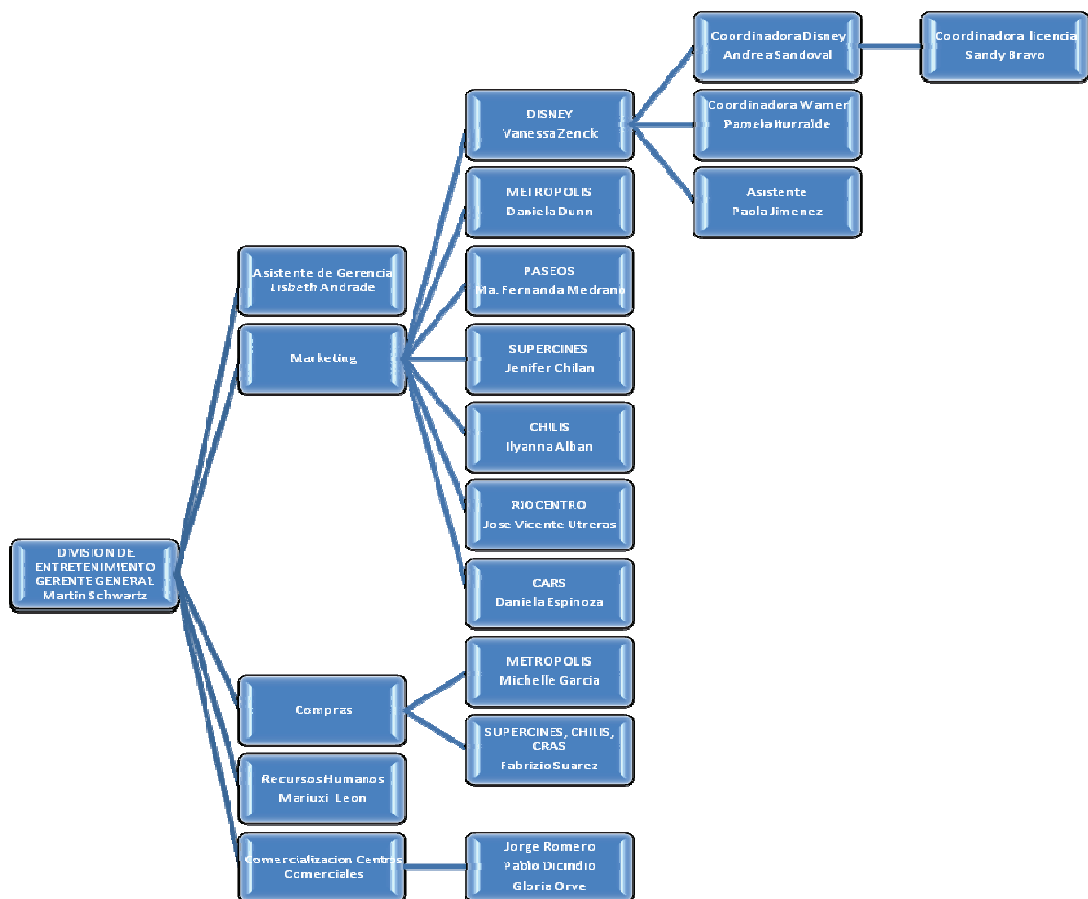 Coordinadora Disney
Andrea Sandoval
Coordinadora licencia
Sandy Bravo
DISNEY
Vanessa Zenck
Coordinadora Warner
Pamela Iturralde
METROPOLIS
Daniela Dunn
Asistente
Paola Jimenez
Asistente de Gerencia
Lisbeth Andrade
PASEOS
Ma. Fernanda Medrano
Marketing
SUPERCINES
Jenifer Chilan
CHILIS
Ilyanna Alban
RIOCENTRO
Jose Vicente Utreras
DIVISION DE
ENTRETENIMIENTO
GERENTE GENERAL
Martin Schwartz
CARS
Daniela Espinoza
METROPOLIS
Michelle Garcia
Compras
SUPERCINES, CHILIS,
CRAS
Fabrizio Suarez
Recursos Humanos
Mariuxi Leon
Comercializacion Centros
Comerciales
Jorge Romero
Pablo Dicindio
Gloria Orve